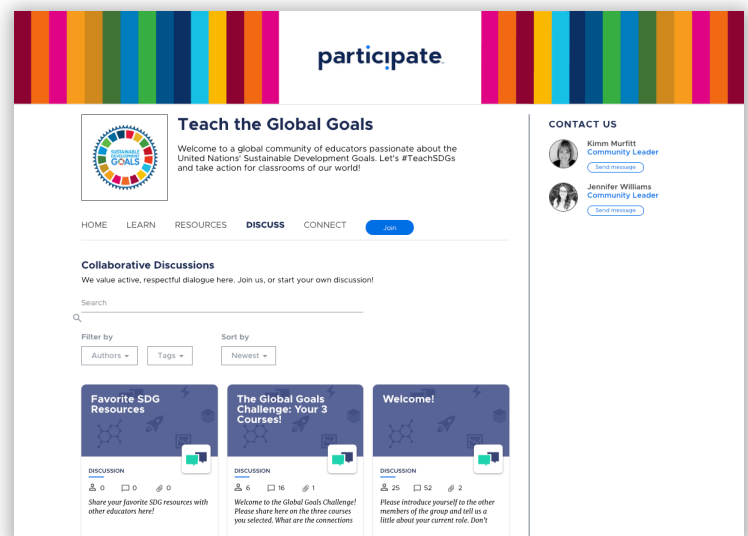 participate.
SUSTAINABLE
DEVELOPMENT
GOALS
Teach the Global Goals
Welcome to a global community of educators passionate about the
United Nations' Sustainable Development Goals. Let's #TeachSDGs
and take action for classrooms of our world!
CONTACT US
Kimm Murfitt
Community Leader
Send message
Jennifer Williams
Community Leader
Send message
HOME LEARN RESOURCES DISCUSS CONNECT Join
Collaborative Discussions
We value active, respectful dialogue here. Join us, or start your own discussion!
Search
Filter by Sort by
Authors Tags Newest
Favorite SDG
Resources
DISCUSSION
0 0 0
Share your favorite SDG resources with
other educators here!
The Global Goals
Challenge: Your 3
Courses!
DISCUSSION
6 16 1
Welcome to the Global Goals Challenge!
Please share here on the three courses
you selected. What are the connections
Welcome!
DISCUSSION
25 52 2
Please introduce yourself to the other
members of the group and tell us a
little about your current role. Don't